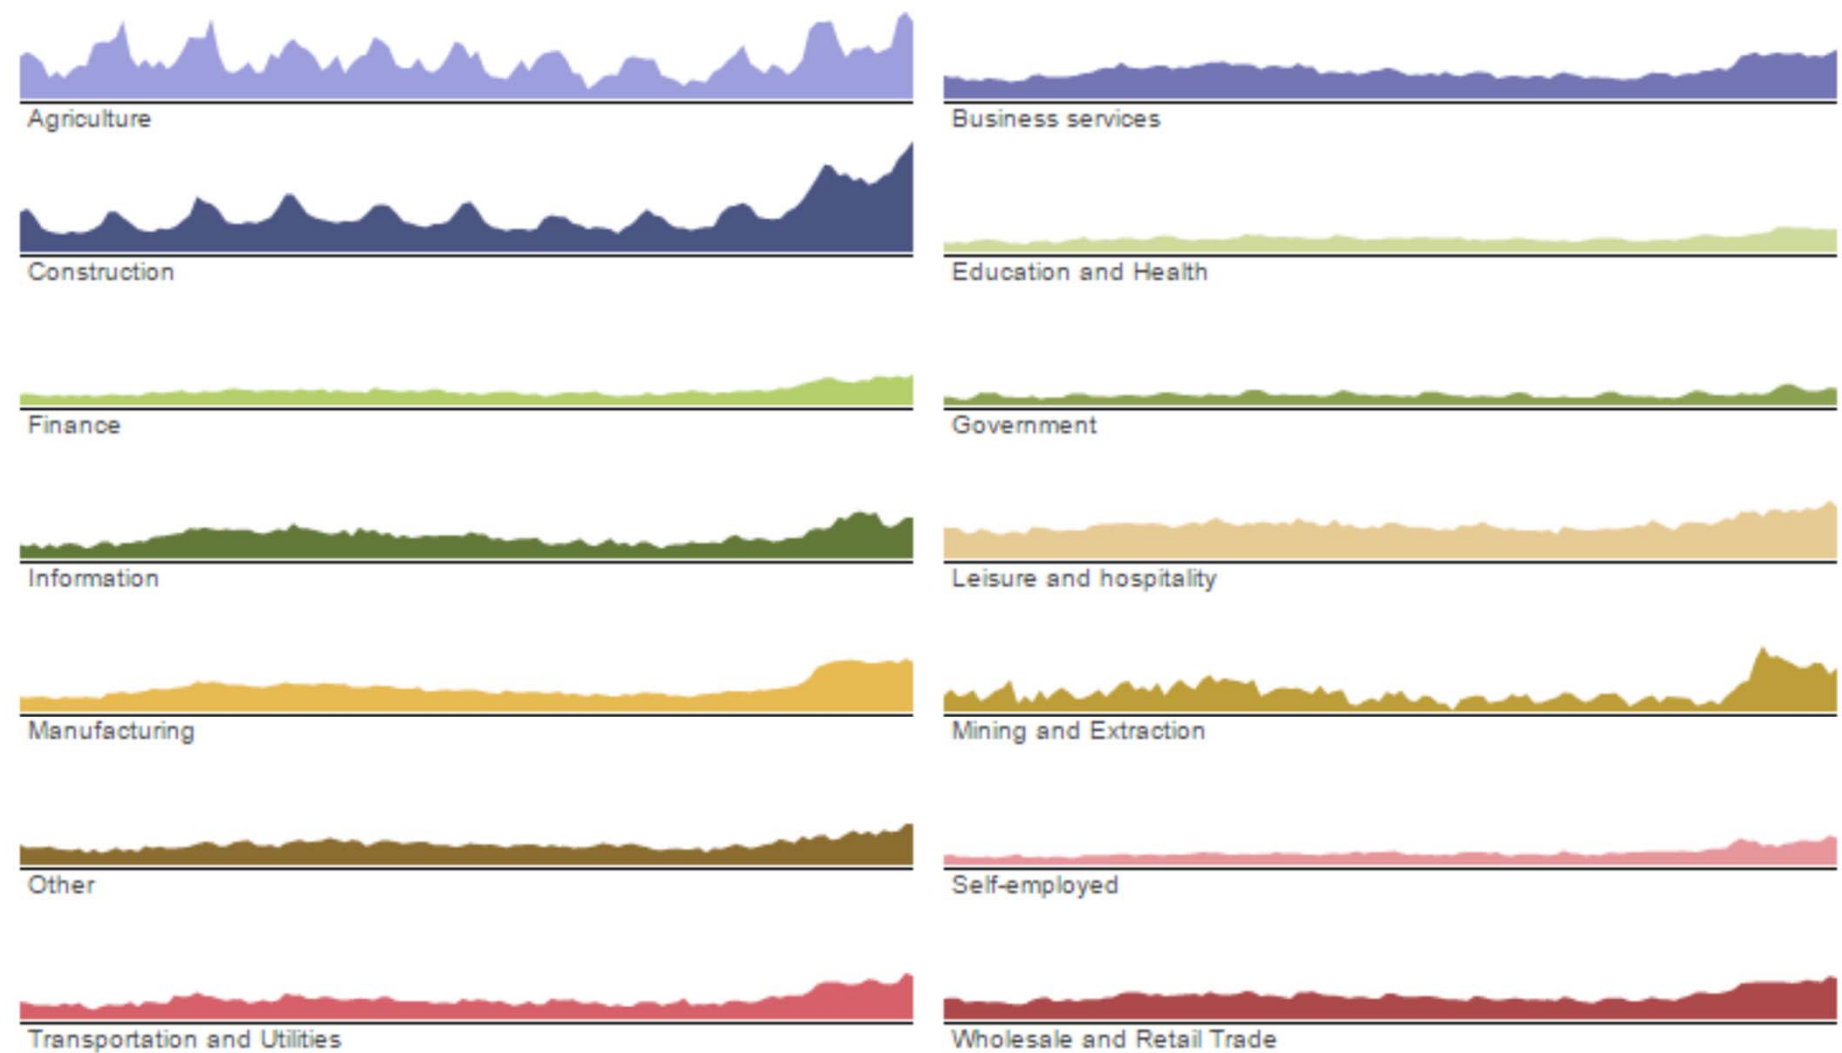 Agriculture
Business services
Construction
Education and Health
Finance
Government
Information
Leisure and hospitality
Manufacturing
Mining and Extraction
Other
Self-employed
Transportation and Utilities
Wholesale and Retail Trade